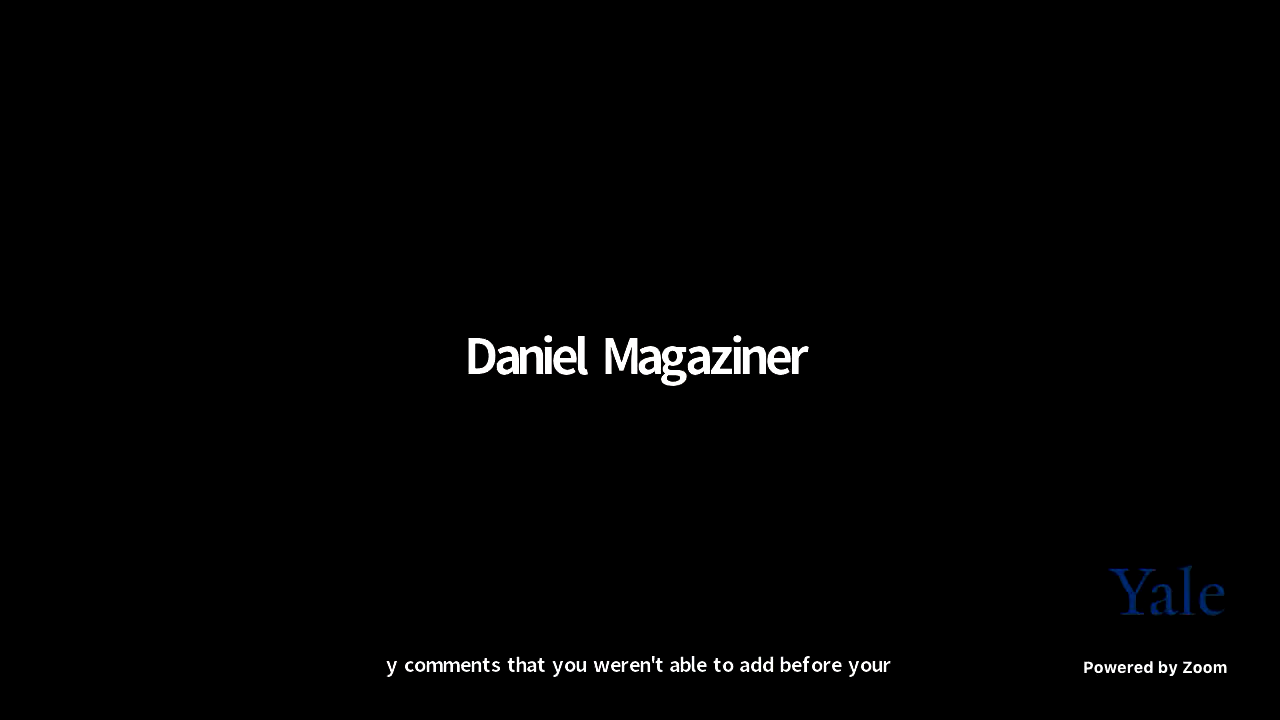 Daniel Magaziner
Yale
y comments that you weren't able to add before your
Powered by Zoom